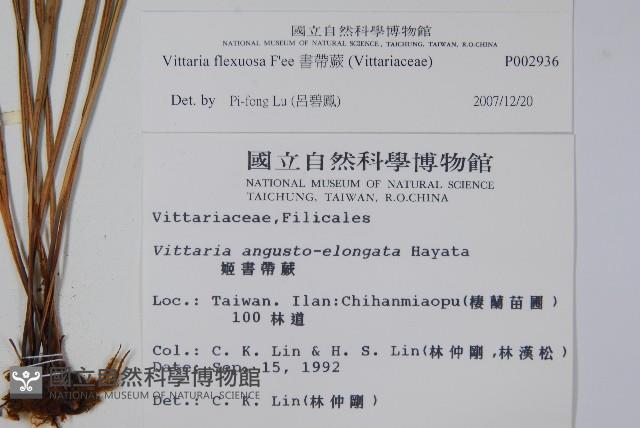 國立自然科學博物館
NATIONAL MUSEUM OF NATURAL SCIENCE, TAICHUNG, TAIWAN, R.O.CHINA
Vittaria flexuosa F'ee 書帶蕨 (Vittariaceae) P002936
Det. by Pi-fong Lu (呂碧鳳) 2007/12/20
國立自然科學博物館
NATIONAL MUSEUM OF NATURAL SCIENCE
TAICHUNG, TAIWAN, R.O.CHINA
Vittariaceae,Filicales
Vittaria angusto-elongata Hayata
姬書帶蕨
Loc.: Taiwan. Ilan:Chihanmiaopu(棲蘭苗圃)
100 林道
Col.: C. K. Lin & H. S. Lin(林仲剛,林漢松)
Date: Sep. 15, 1992
Det.: C. K. Lin(林仲剛)
國立自然科學博物館
NATIONAL MUSEUM OF NATURAL SCIENCE